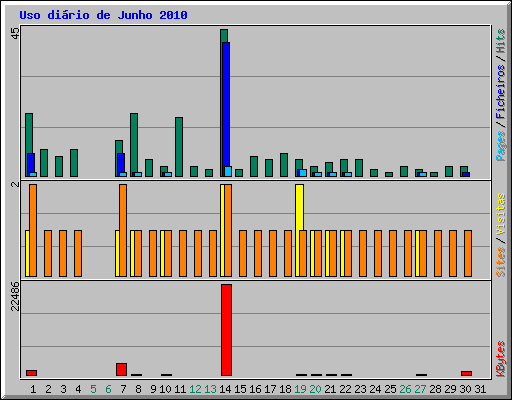 Uso diário de Junho 2010
45
2
22486
Pages / Ficheiros / Hits
Sites / Visitas
KBytes
1 2 3 4 5 6 7 8 9 10 11 12 13 14 15 16 17 18 19 20 21 22 23 24 25 26 27 28 29 30 31